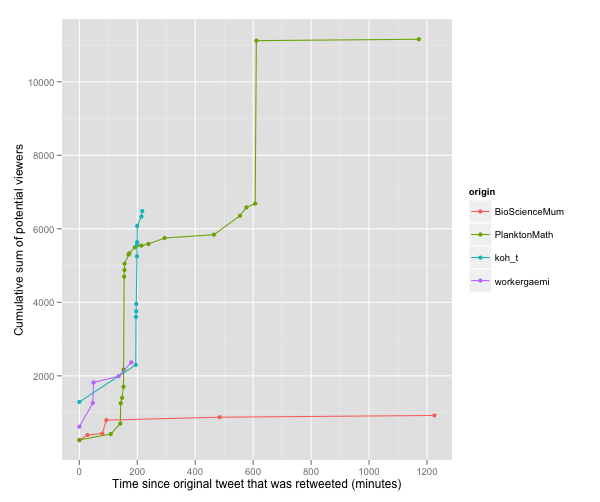 10000
8000
6000
4000
2000
Cumulative sum of potential viewers
0 200 400 600 800 1000 1200
Time since original tweet that was retweeted (minutes)
origin
BioScienceMum
PlanktonMath
koh_t
workergaemi